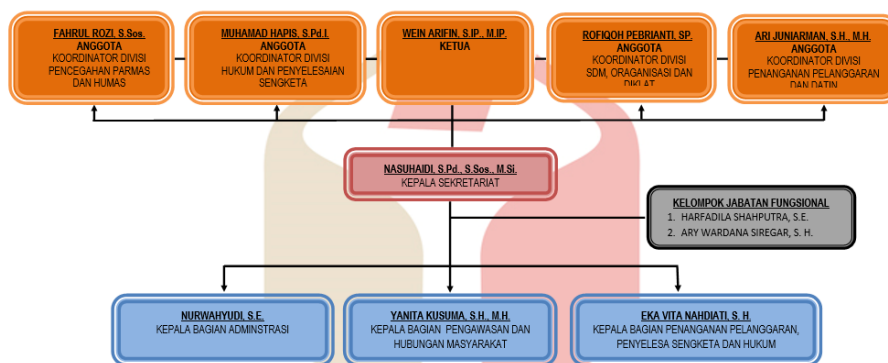 FAHRUL ROZI, S.Sos.
ANGGOTA
KOORDINATOR DIVISI
PENCEGAHAN PARMAS
DAN HUMAS
MUHAMAD HAPIS, S.Pd.I.
ANGGOTA
KOORDINATOR DIVISI
HUKUM DAN PENYELESAIAN
SENGKETA
WEIN ARIFIN, S.IP., M.IP.
KETUA
ROFIQOH PEBRIANTI, SP.
ANGGOTA
KOORDINATOR DIVISI
SDM, ORAGANISASI DAN
DIKLAT
ARI JUNIARMAN, S.H., M.H.
ANGGOTA
KOORDINATOR DIVISI
PENANGANAN PELANGGARAN
DAN DATIN
NASUHAIDI, S.Pd., S.Sos., M.Si.
KEPALA SEKRETARIAT
KELOMPOK JABATAN FUNGSIONAL
1. HARFADILA SHAHPUTRA, S.E.
2. ARY WARDANA SIREGAR, S. H.
NURWAHYUDI, S.E.
KEPALA BAGIAN ADMINSTRASI
YANITA KUSUMA, S.H., M.H.
KEPALA BAGIAN PENGAWASAN DAN
HUBUNGAN MASYARAKAT
EKA VITA NAHDIATI, S. H.
KEPALA BAGIAN PENANGANAN PELANGGARAN,
PENYELESA SENGKETA DAN HUKUM